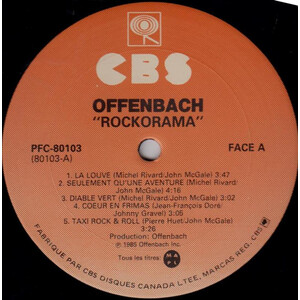 CBS
OFFENBACH
"ROCKORAMA"
PFC-80103
FACE A
(80103-A)
1. LA LOUVE (Michel Rivard/John McGale) 3:47
2. SEULEMENT QU'UNE AVENTURE (Michel Rivard/
John McGale)
3. DIABLE VERT (Michel Rivard/John McGale) 3:02
4. COEUR EN FRIMAS (Jean-François Doré/
Johnny Gravel) 3:05
5. TAXI ROCK & ROLL (Pierre Huet/John McGale)
3:26
Production: Offenbach
℗ 1985 Offenbach Inc.
Tous les titres:
FABRIQUE PAR CBS DISQUES CANADA LTEE, MARCAS REG. CBS